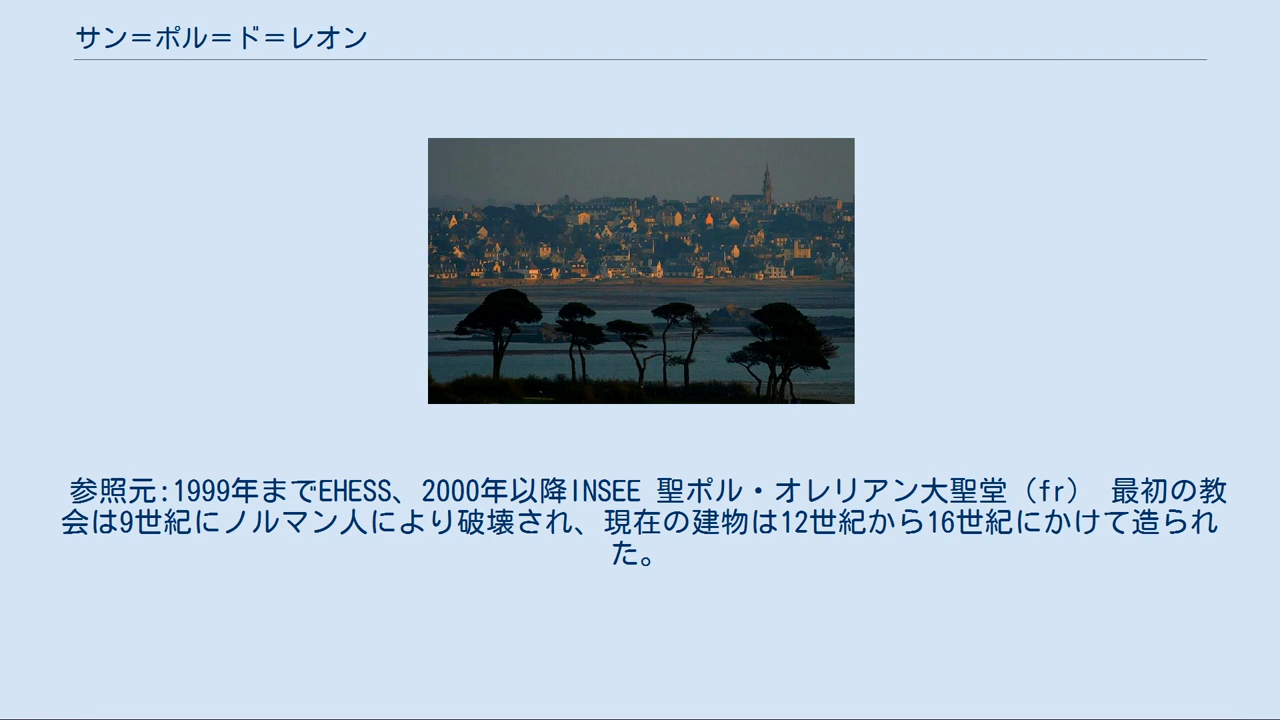 サン＝ポル＝ド＝レオン
参照元:1999年までEHESS、2000年以降INSEE 聖ポル・オレリアン大聖堂（fr） 最初の教
会は9世紀にノルマン人により破壊され、現在の建物は12世紀から16世紀にかけて造られ
た。